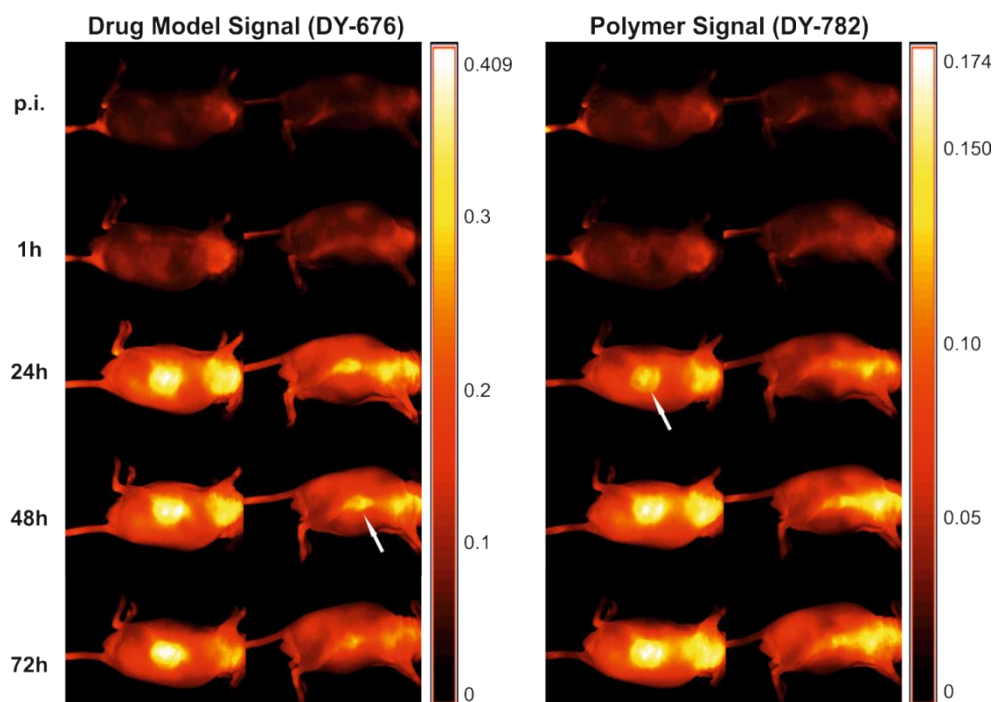 Drug Model Signal (DY-676)
Polymer Signal (DY-782)
p.i.
1h
24h
48h
72h
0.409
0.3
0.2
0.1
0
0.174
0.150
0.10
0.05
0